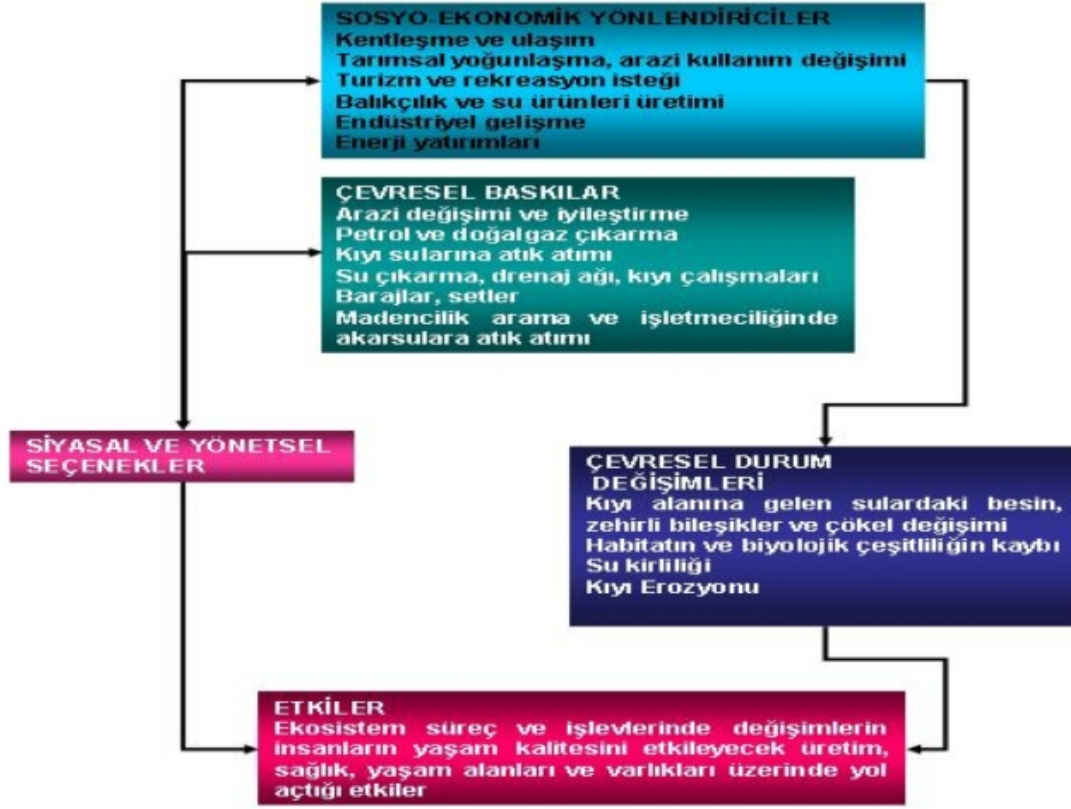 SOSYO-EKONOMİK YÖNLENDİRİCİLER
Kentleşme ve ulaşım
Tarımsal yoğunlaşma, arazi kullanım değişimi
Turizm ve rekreasyon isteği
Balıkçılık ve su ürünleri üretimi
Endüstriyel gelişme
Enerji yatırımları
ÇEVRESEL BASKILAR
Arazi değişimi ve iyileştirme
Petrol ve doğalgaz çıkarma
Kıyı sularına atık atımı
Su çıkarma, drenaj ağı, kıyı çalışmaları
Barajlar, setler
Madencilik arama ve işletmeciliğinde
akarsulara atık atımı
SİYASAL VE YÖNETSEL
SEÇENEKLER
ÇEVRESEL DURUM
DEĞİŞİMLERİ
Kıyı alanına gelen sulardaki besin,
zehirli bileşikler ve çökel değişimi
Habitatın ve biyolojik çeşitliliğin kaybı
Su kirliliği
Kıyı Erozyonu
ETKİLER
Ekosistem süreç ve işlevlerinde değişimlerin
insanların yaşam kalitesini etkileyecek üretim,
sağlık, yaşam alanları ve varlıkları üzerinde yol
açtığı etkiler